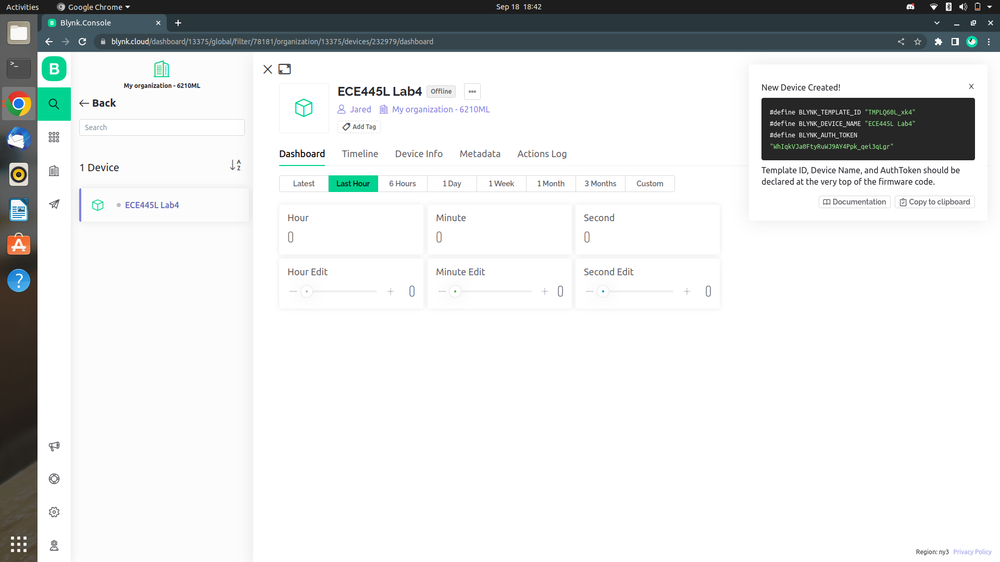 Activities
Google Chrome
Sep 18 18:42
B Blynk.Console
blynk.cloud/dashboard/13375/global/filter/78181/organization/13375/devices/232979/dashboard
B
My organization - 6210ML
Back
Search
1 Device
A
Z
ECE445L Lab4
ECE445L Lab4
Offline
Jared
My organization - 6210ML
Add Tag
Dashboard
Timeline
Device Info
Metadata
Actions Log
Latest
Last Hour
6 Hours
1 Day
1 Week
1 Month
3 Months
Custom
Hour
0
Minute
0
Second
0
Hour Edit
0
Minute Edit
0
Second Edit
0
New Device Created!
#define BLYNK_TEMPLATE_ID "TMPLQ60L_xk4"
#define BLYNK_DEVICE_NAME "ECE445L Lab4"
#define BLYNK_AUTH_TOKEN
"WhIqkVJa0FtyRuWJ9AY4Ppk_qei3qLgr"
Template ID, Device Name, and AuthToken should be
declared at the very top of the firmware code.
Documentation
Copy to clipboard
Region: ny3
Privacy Policy